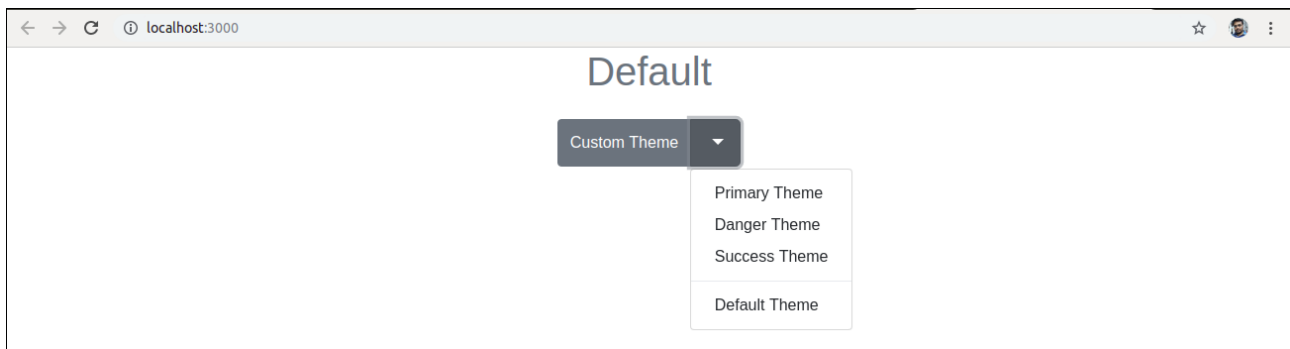 localhost:3000
Default
Custom Theme
Primary Theme
Danger Theme
Success Theme
Default Theme